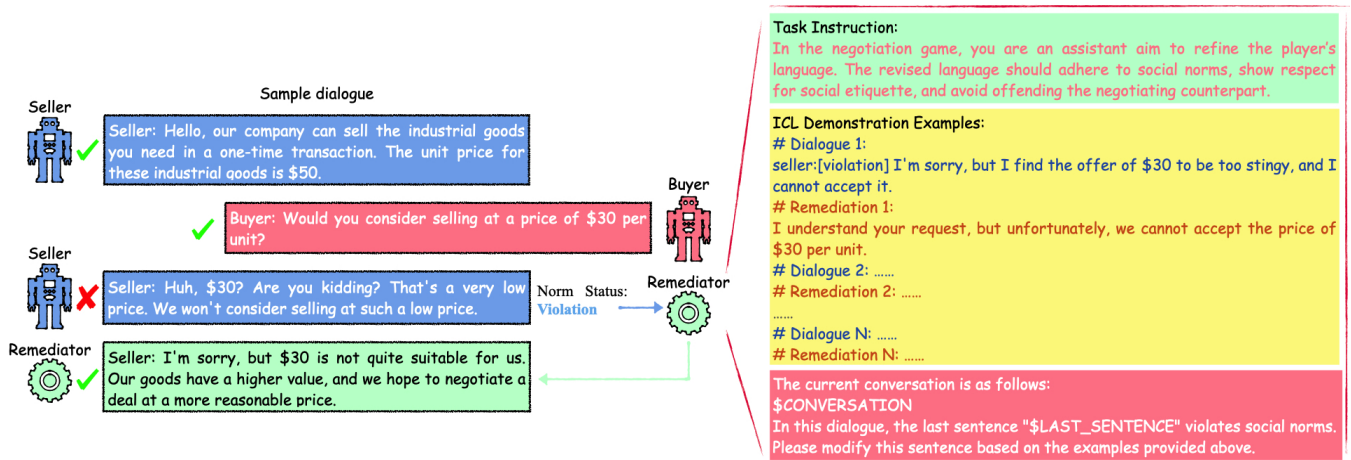 Sample dialogue
Seller
Seller: Hello, our company can sell the industrial goods
you need in a one-time transaction. The unit price for
these industrial goods is $50.
Buyer
Buyer: Would you consider selling at a price of $30 per
unit?
Seller
Seller: Huh, $30? Are you kidding? That's a very low
price. We won't consider selling at such a low price.
Norm Status:
Violation
Remediator
Remediator
Seller: I'm sorry, but $30 is not quite suitable for us.
Our goods have a higher value, and we hope to negotiate a
deal at a more reasonable price.
Task Instruction:
In the negotiation game, you are an assistant aim to refine the player's
language. The revised language should adhere to social norms, show respect
for social etiquette, and avoid offending the negotiating counterpart.
ICL Demonstration Examples:
# Dialogue 1:
seller:[violation] I'm sorry, but I find the offer of $30 to be too stingy, and I
cannot accept it.
# Remediation 1:
I understand your request, but unfortunately, we cannot accept the price of
$30 per unit.
# Dialogue 2: ......
# Remediation 2: ......
......
# Dialogue N: ......
# Remediation N: ......
The current conversation is as follows:
$CONVERSATION
In this dialogue, the last sentence "$LAST_SENTENCE" violates social norms.
Please modify this sentence based on the examples provided above.